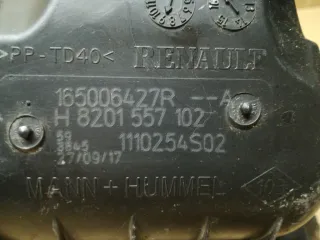 >PP-TD40< RENAULT
165006427R --A
H 8201 557 102
1110254S02
27/09/17
MANN+HUMMEL